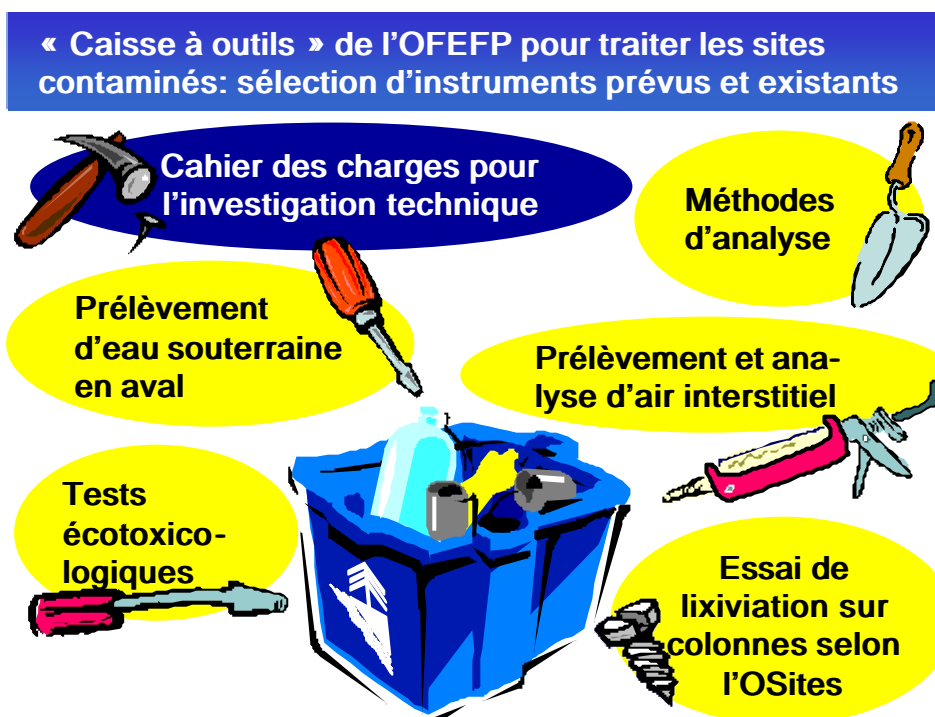 « Caisse à outils » de l'OFEFP pour traiter les sites
contaminés: sélection d'instruments prévus et existants
Cahier des charges pour
l'investigation technique
Méthodes
d'analyse
Prélèvement
d'eau souterraine
en aval
Prélèvement et ana-
lyse d'air interstitiel
Tests
écotoxico-
logiques
Essai de
lixiviation sur
colonnes selon
l'OSites